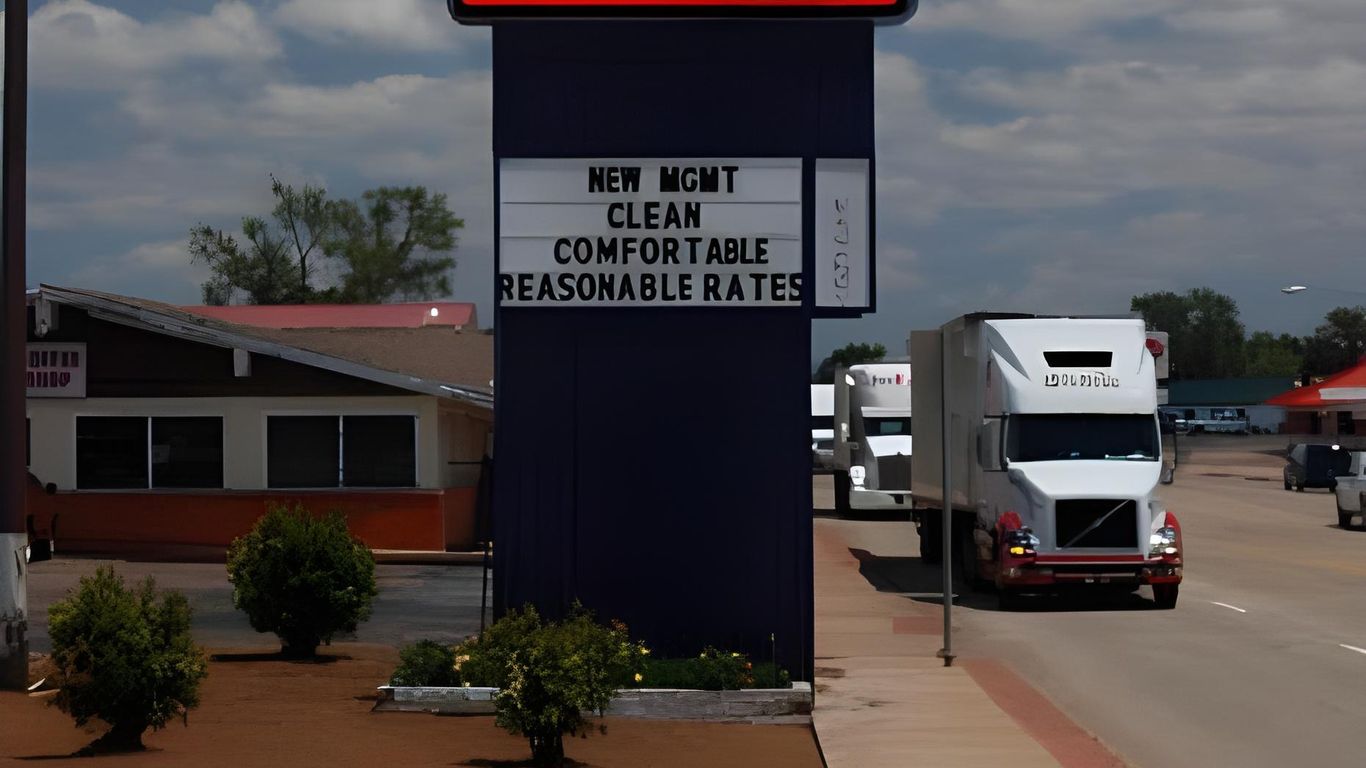 NEW MGMT
CLEAN
COMFORTABLE
REASONABLE RATES